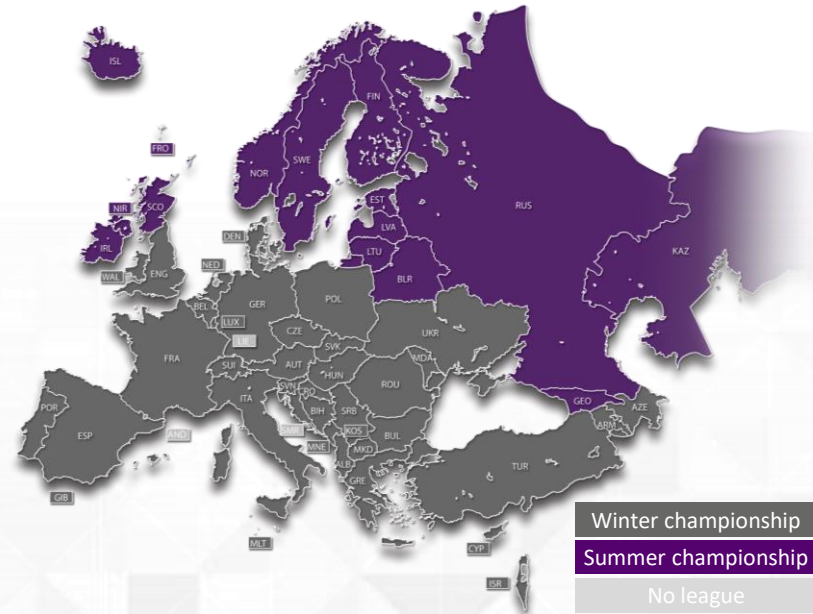 ISL
FIN
FRO
SWE
NOR
RUS
EST
NIR
SCO
LVA
DEN
IRL
LTU
KAZ
NED
BLR
WAL
ENG
GER
POL
BEL
LUX
CZE
UKR
LIE
SVK
FRA
MDA
SUI
AUT
HUN
ROU
SVN
CRO
GEO
ITA
POR
BIH
SRB
AZE
ESP
AND
SMR
KOS
BUL
ARM
MNE
MKD
ALB
TUR
GRE
GIB
MLT
CYP
ISR
Winter championship
Summer championship
No league